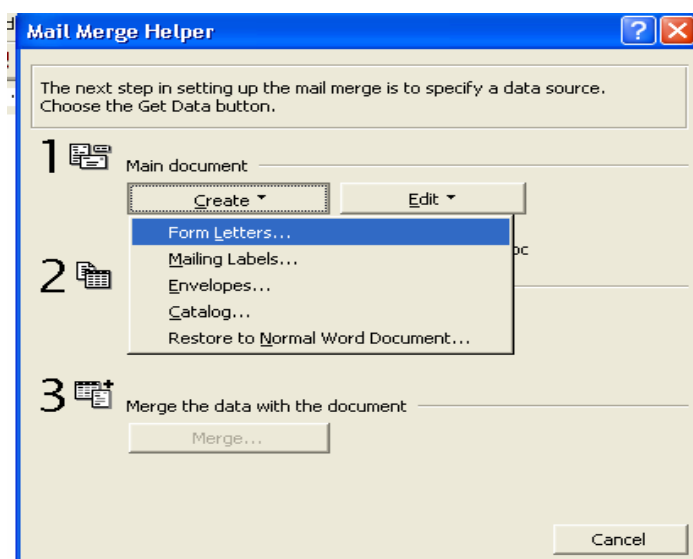 Mail Merge Helper
The next step in setting up the mail merge is to specify a data source.
Choose the Get Data button.
1 Main document
Create Edit
Form Letters...
Mailing Labels...
Envelopes...
Catalog...
Restore to Normal Word Document...
2
3 Merge the data with the document
Merge...
Cancel